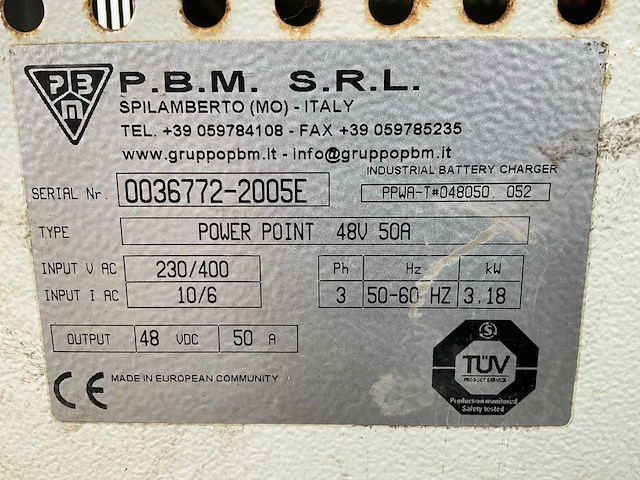 PBM
P.B.M. S.R.L.
SPILAMBERTO (MO) - ITALY
TEL. +39 059784108 - FAX +39 059785235
www.gruppopbm.it - info@gruppopbm.it
INDUSTRIAL BATTERY CHARGER
SERIAL Nr. 0036772-2005E PPWA-T#048050. 052
TYPE POWER POINT 48V 50A
INPUT V AC 230/400 Ph Hz kW
INPUT I AC 10/6 3 50-60 HZ 3.18
OUTPUT 48 VDC 50 A
CE MADE IN EUROPEAN COMMUNITY
S
TÜV
PRODUCT SERVICE
Production monitored
Safety tested